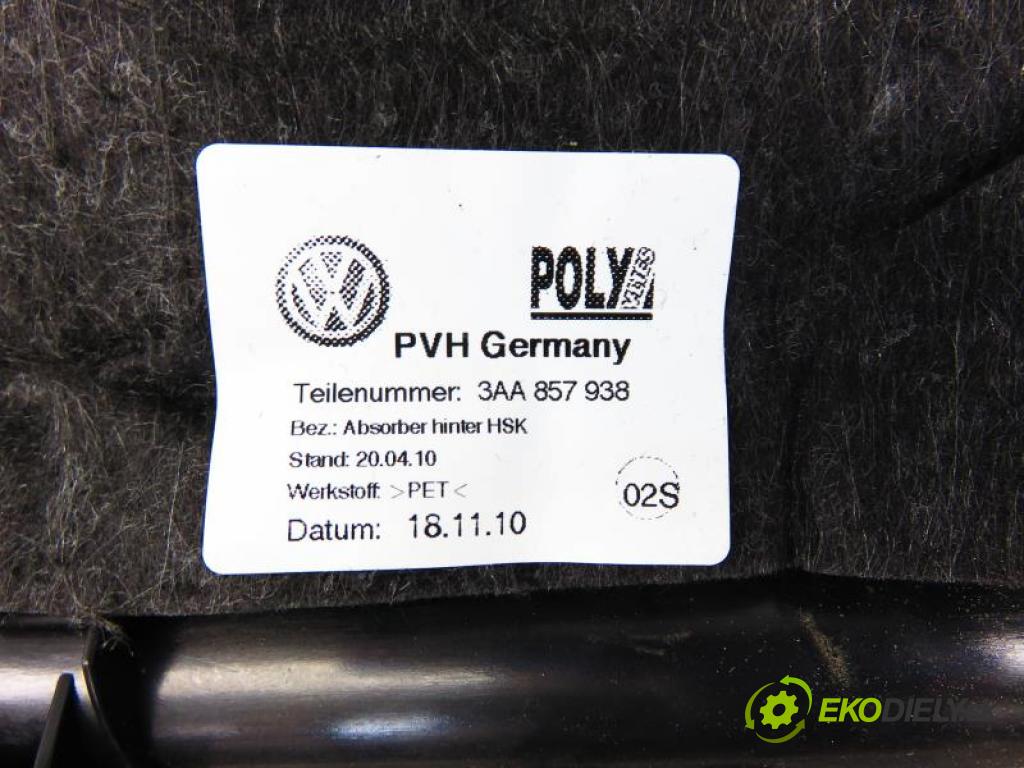 POLY
PVH Germany
Teilenummer: 3AA 857 938
Bez.: Absorber hinter HSK
Stand: 20.04.10
Werkstoff: >PET<
02S
Datum: 18.11.10
EKODIELY